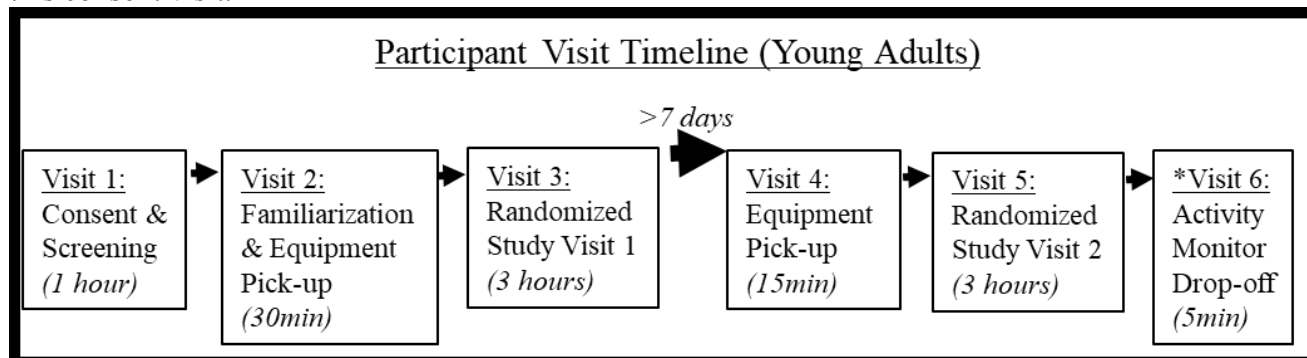 Participant Visit Timeline (Young Adults)
>7 days
Visit 1:
Consent &
Screening
(1 hour)
Visit 2:
Familiarization
& Equipment
Pick-up
(30min)
Visit 3:
Randomized
Study Visit 1
(3 hours)
Visit 4:
Equipment
Pick-up
(15min)
Visit 5:
Randomized
Study Visit 2
(3 hours)
*Visit 6:
Activity
Monitor
Drop-off
(5min)